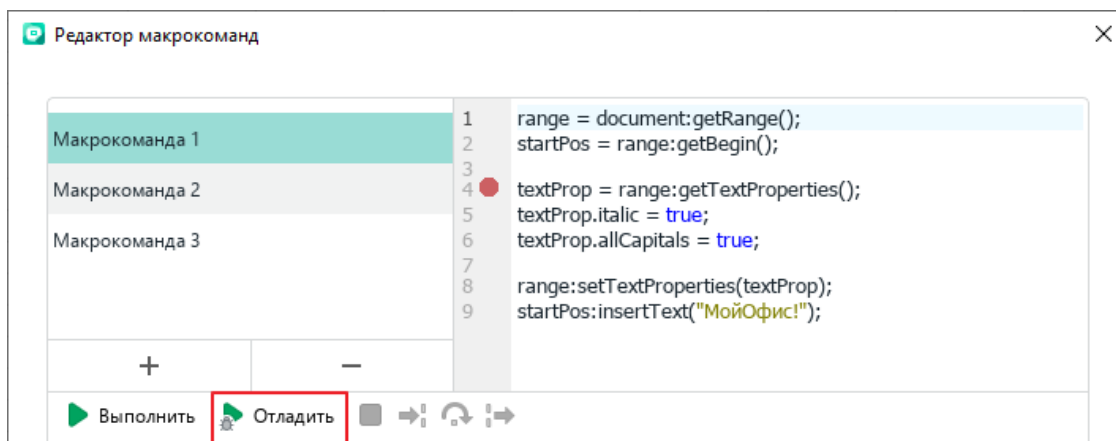 Редактор макрокоманд
Макрокоманда 1
Макрокоманда 2
Макрокоманда 3
1 range = document:getRange();
2 startPos = range:getBegin();
3
4 textProp = range:getTextProperties();
5 textProp.italic = true;
6 textProp.allCapitals = true;
7
8 range:setTextProperties(textProp);
9 startPos:insertText("МойОфис!");
+ −
Выполнить Отладить